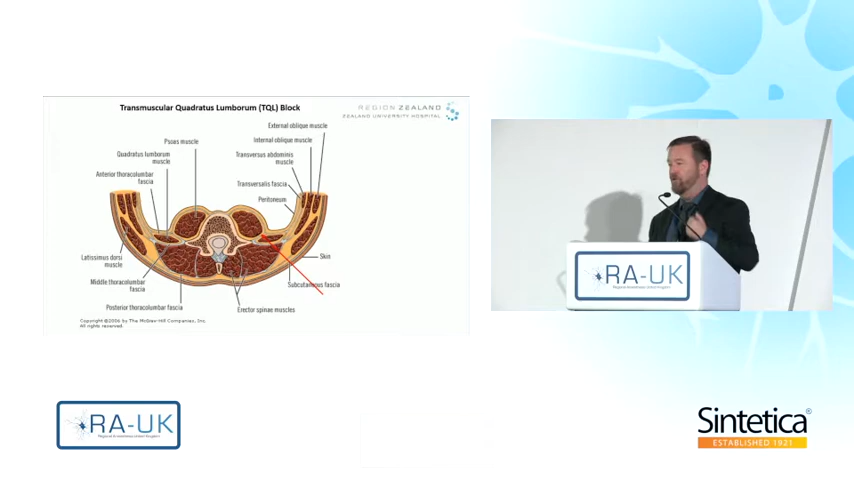 Transmuscular Quadratus Lumborum (TQL) Block
REGION ZEALAND
ZEALAND UNIVERSITY HOSPITAL
External oblique muscle
Internal oblique muscle
Psoas muscle
Quadratus lumborum
muscle
Transversus abdominis
muscle
Anterior thoracolumbar
fascia
Transversalis fascia
Peritoneum
Latissimus dorsi
muscle
Skin
Middle thoracolumbar
fascia
Subcutaneous fascia
Posterior thoracolumbar fascia
Erector spinae muscles
Copyright ©2006 by The McGraw-Hill Companies, Inc.
All rights reserved.
RA-UK
RA-UK
Sintetica®
ESTABLISHED 1921